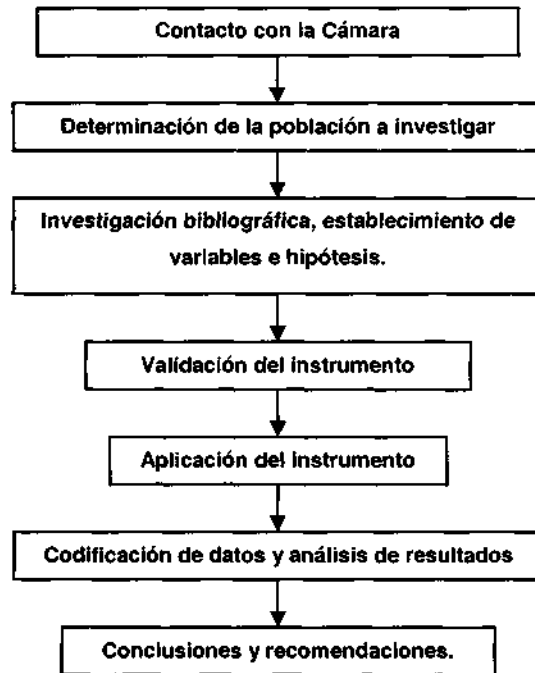 Contacto con la Cámara
Determinación de la población a investigar
Investigación bibliográfica, establecimiento de
variables e hipótesis.
Validación del instrumento
Aplicación del instrumento
Codificación de datos y análisis de resultados
Conclusiones y recomendaciones.